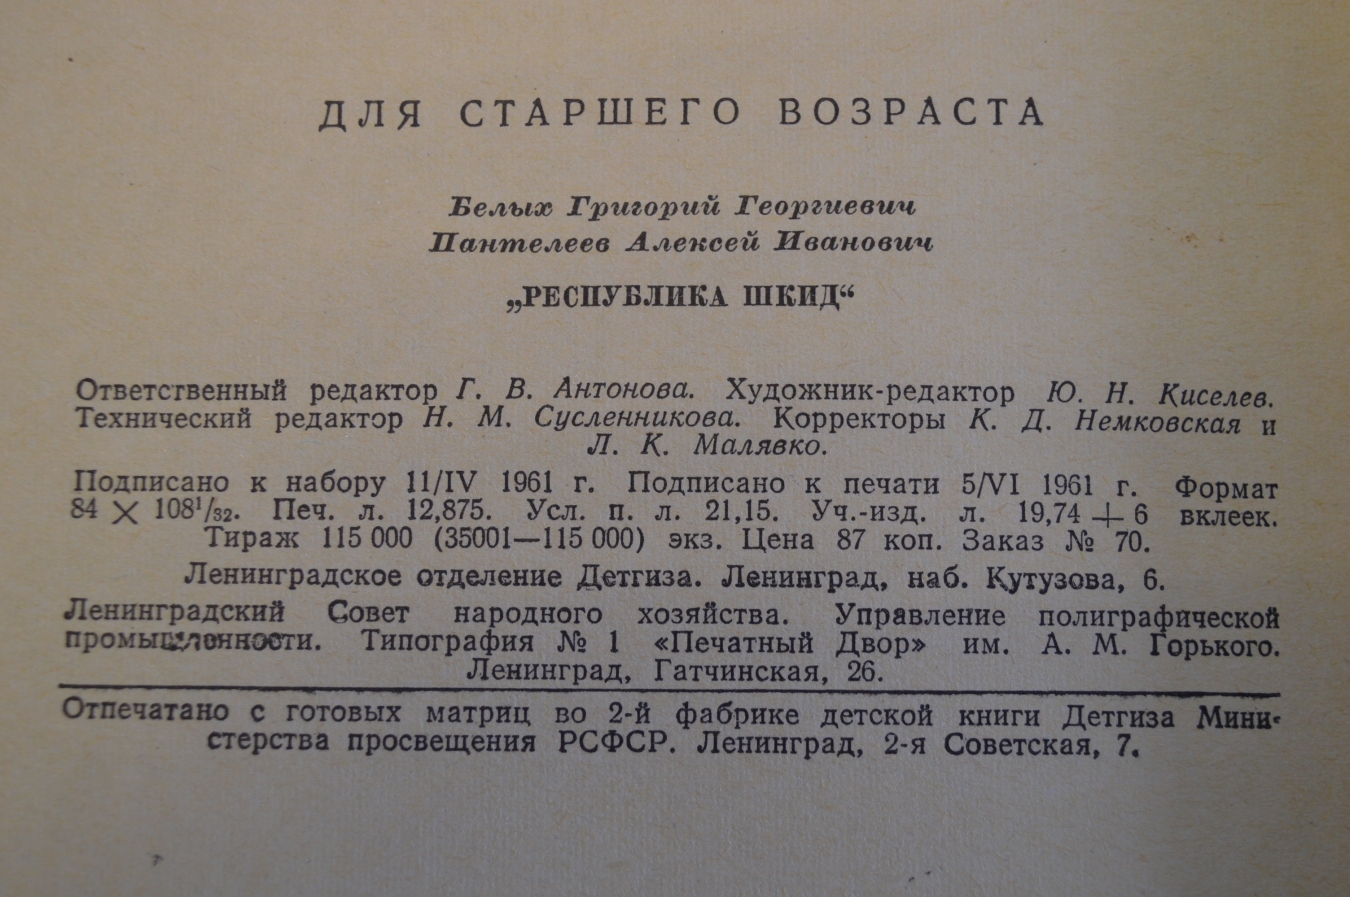 ДЛЯ СТАРШЕГО ВОЗРАСТА
Белых Григорий Георгиевич
Пантелеев Алексей Иванович
„РЕСПУБЛИКА ШКИД“
Ответственный редактор Г. В. Антонова. Художник-редактор Ю. Н. Киселев.
Технический редактор Н. М. Сусленникова. Корректоры К. Д. Немковская и
Л. К. Малявко.
Подписано к набору 11/IV 1961 г. Подписано к печати 5/VI 1961 г. Формат
84 × 108¹/₃₂. Печ. л. 12,875. Усл. п. л. 21,15. Уч.-изд. л. 19,74 + 6 вклеек.
Тираж 115 000 (35001—115 000) экз. Цена 87 коп. Заказ № 70.
Ленинградское отделение Детгиза. Ленинград, наб. Кутузова, 6.
Ленинградский Совет народного хозяйства. Управление полиграфической
промышленности. Типография № 1 «Печатный Двор» им. А. М. Горького.
Ленинград, Гатчинская, 26.
Отпечатано с готовых матриц во 2-й фабрике детской книги Детгиза Мини-
стерства просвещения РСФСР. Ленинград, 2-я Советская, 7.